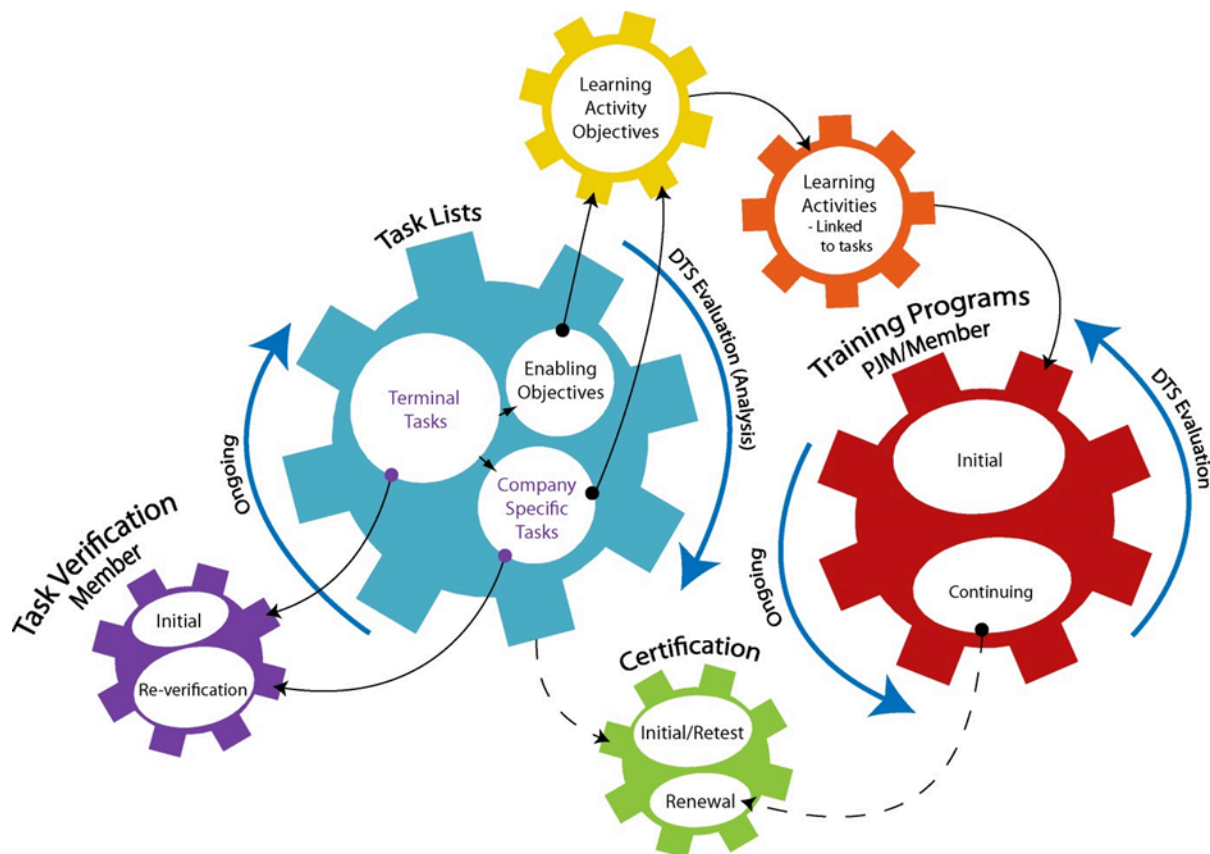 Learning
Activity
Objectives
Learning
Activities
- Linked
to tasks
Task Lists
DTS Evaluation (Analysis)
Enabling
Objectives
Terminal
Tasks
Company
Specific
Tasks
Ongoing
Training Programs
PJM/Member
Initial
Continuing
DTS Evaluation
Ongoing
Task Verification
Member
Initial
Re-verification
Certification
Initial/Retest
Renewal